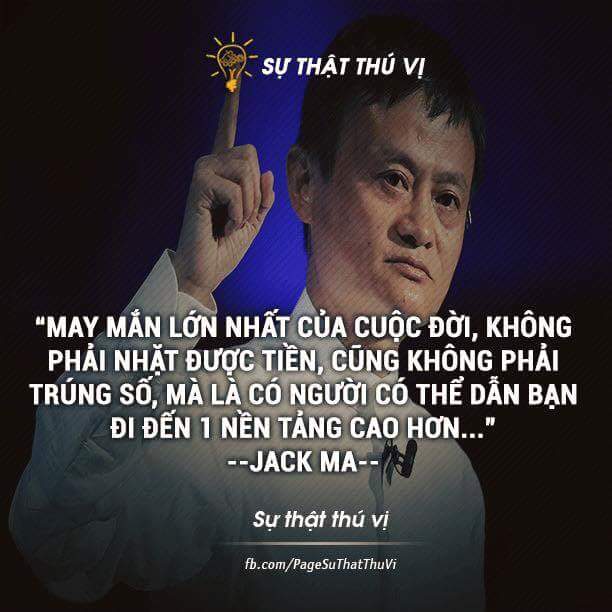 SỰ THẬT THÚ VỊ
“MAY MẮN LỚN NHẤT CỦA CUỘC ĐỜI, KHÔNG
PHẢI NHẶT ĐƯỢC TIỀN, CŨNG KHÔNG PHẢI
TRÚNG SỐ, MÀ LÀ CÓ NGƯỜI CÓ THỂ DẪN BẠN
ĐI ĐẾN 1 NỀN TẢNG CAO HƠN...”
--JACK MA--
Sự thật thú vị
fb.com/PageSuThatThuVi